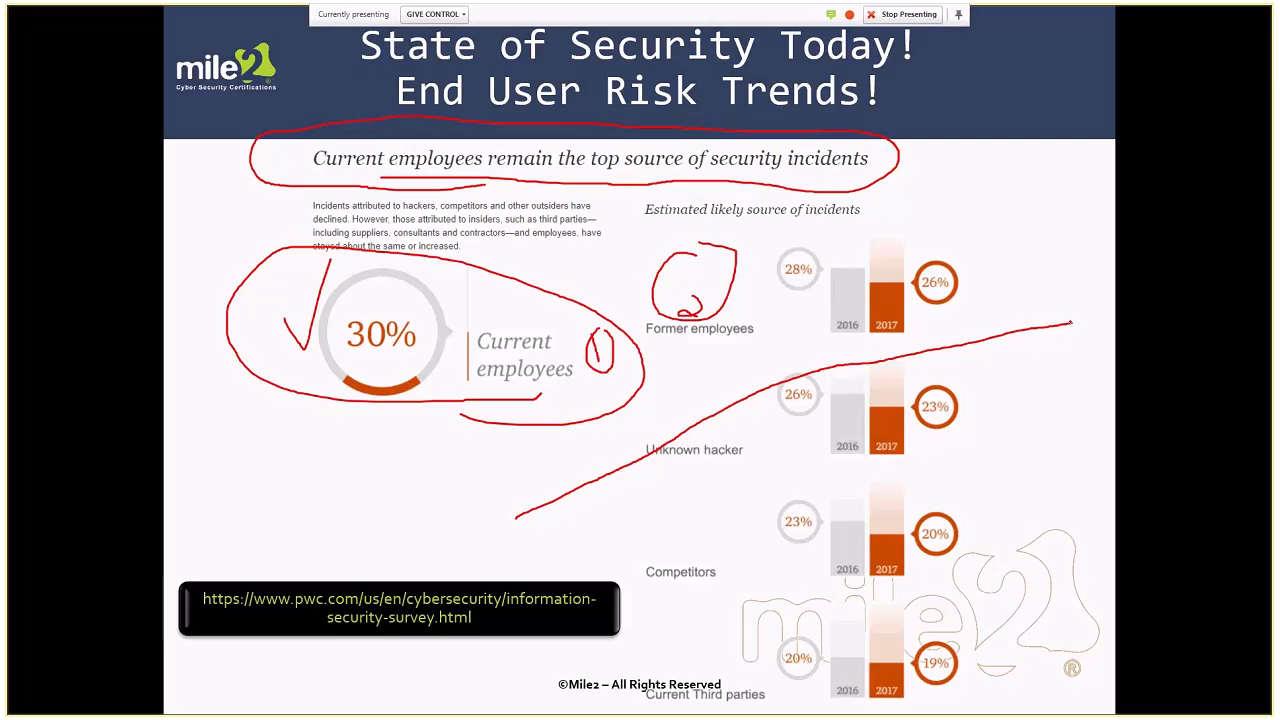 Currently presenting
GIVE CONTROL
Stop Presenting
mile2
Cyber Security Certifications
State of Security Today!
End User Risk Trends!
Current employees remain the top source of security incidents
Incidents attributed to hackers, competitors and other outsiders have
declined. However, those attributed to insiders, such as third parties—
including suppliers, consultants and contractors—and employees, have
stayed about the same or increased.
30%
Current
employees
1
Estimated likely source of incidents
2
28%
26%
2016
2017
Former employees
26%
23%
2016
2017
Unknown hacker
23%
20%
2016
2017
Competitors
20%
19%
2016
2017
Current Third parties
https://www.pwc.com/us/en/cybersecurity/information-
security-survey.html
mile2®
©Mile2 – All Rights Reserved